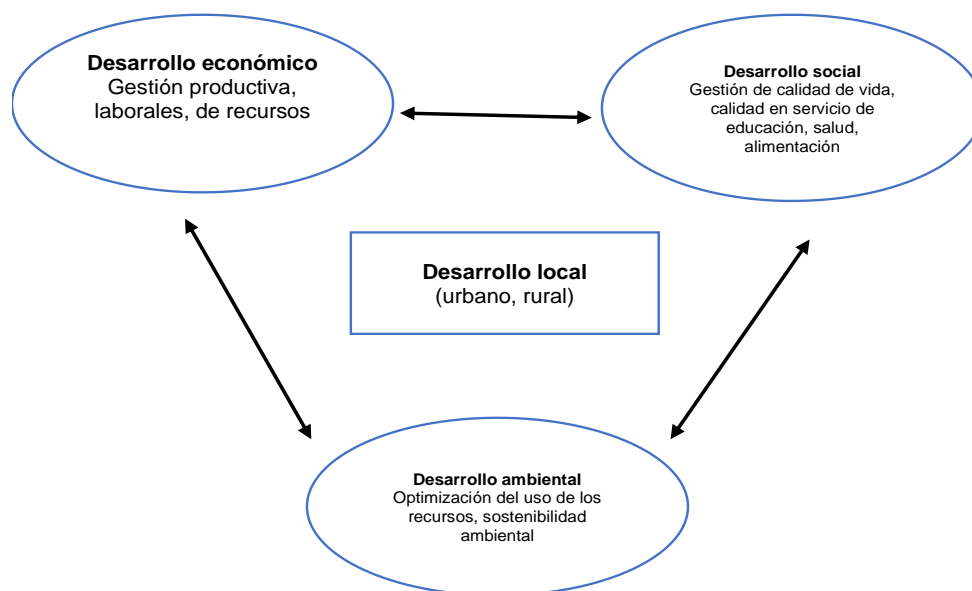 Desarrollo económico
Gestión productiva,
laborales, de recursos
Desarrollo social
Gestión de calidad de vida,
calidad en servicio de
educación, salud,
alimentación
Desarrollo local
(urbano, rural)
Desarrollo ambiental
Optimización del uso de los
recursos, sostenibilidad
ambiental